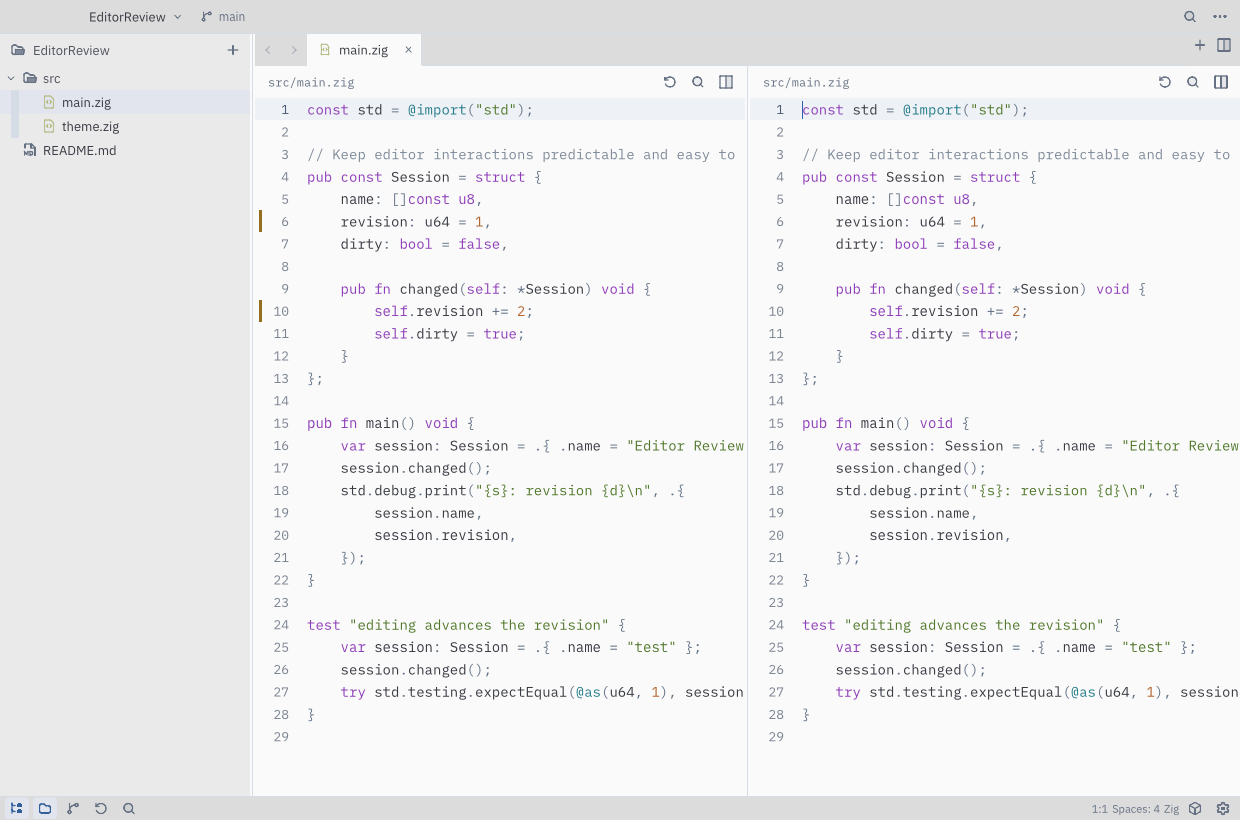 EditorReview main
EditorReview
src
main.zig
theme.zig
README.md
main.zig ×
src/main.zig
1 const std = @import("std");
2
3 // Keep editor interactions predictable and easy to
4 pub const Session = struct {
5     name: []const u8,
6     revision: u64 = 1,
7     dirty: bool = false,
8
9     pub fn changed(self: *Session) void {
10         self.revision += 2;
11         self.dirty = true;
12     }
13 };
14
15 pub fn main() void {
16     var session: Session = .{ .name = "Editor Review
17     session.changed();
18     std.debug.print("{s}: revision {d}\n", .{
19         session.name,
20         session.revision,
21     });
22 }
23
24 test "editing advances the revision" {
25     var session: Session = .{ .name = "test" };
26     session.changed();
27     try std.testing.expectEqual(@as(u64, 1), session
28 }
29
src/main.zig
1 const std = @import("std");
2
3 // Keep editor interactions predictable and easy to
4 pub const Session = struct {
5     name: []const u8,
6     revision: u64 = 1,
7     dirty: bool = false,
8
9     pub fn changed(self: *Session) void {
10         self.revision += 2;
11         self.dirty = true;
12     }
13 };
14
15 pub fn main() void {
16     var session: Session = .{ .name = "Editor Review
17     session.changed();
18     std.debug.print("{s}: revision {d}\n", .{
19         session.name,
20         session.revision,
21     });
22 }
23
24 test "editing advances the revision" {
25     var session: Session = .{ .name = "test" };
26     session.changed();
27     try std.testing.expectEqual(@as(u64, 1), session
28 }
29
1:1 Spaces: 4 Zig